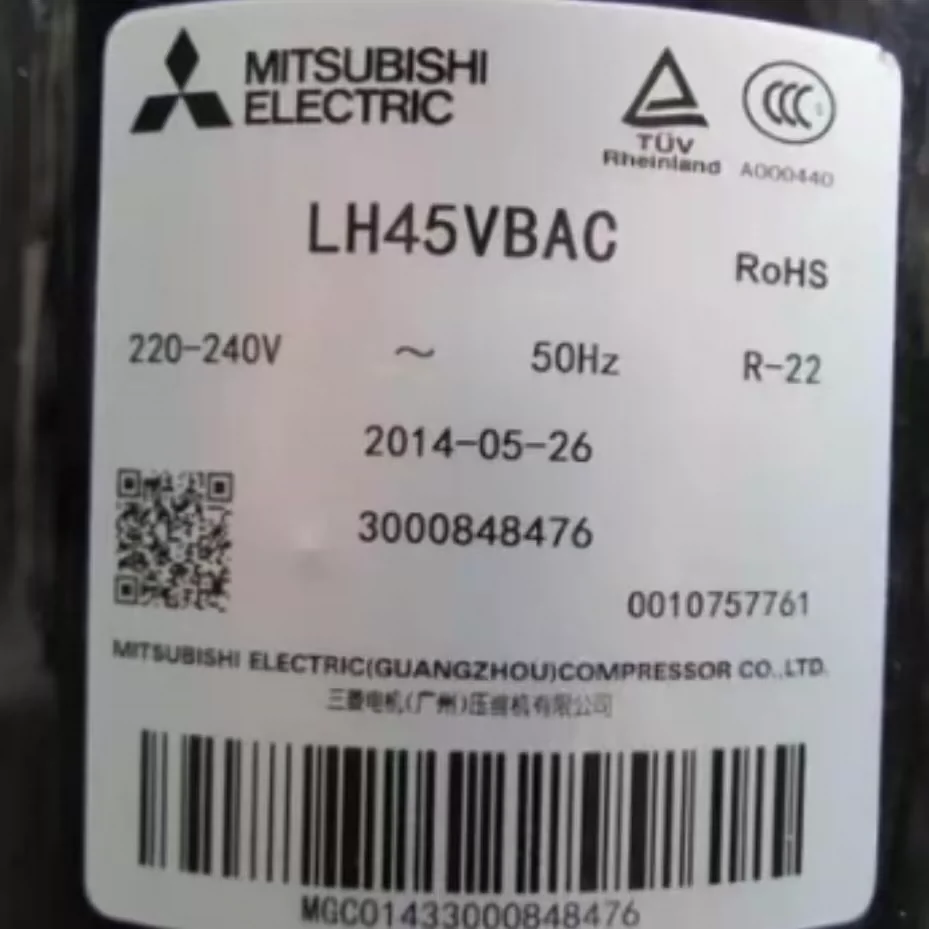 MITSUBISHI
ELECTRIC
TÜV
Rheinland
CCC S
A000440
LH45VBAC
RoHS
220-240V ~ 50Hz R-22
2014-05-26
3000848476
0010757761
MITSUBISHI ELECTRIC(GUANGZHOU)COMPRESSOR CO.,LTD.
三菱电机(广州)压缩机有限公司
MGC01433000848476